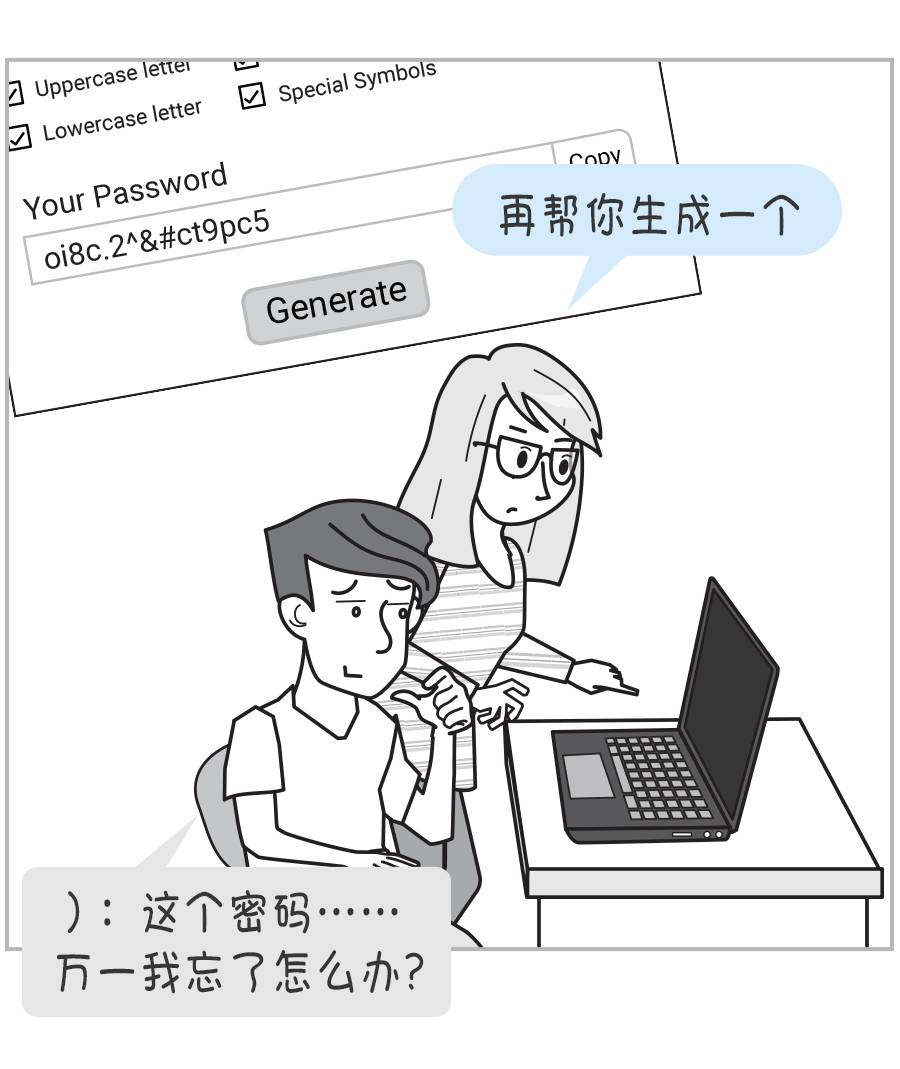 Uppercase letter
Lowercase letter
Special Symbols
Your Password
Copy
oi8c.2^&#ct9pc5
Generate
再帮你生成一个
）：这个密码……
万一我忘了怎么办?